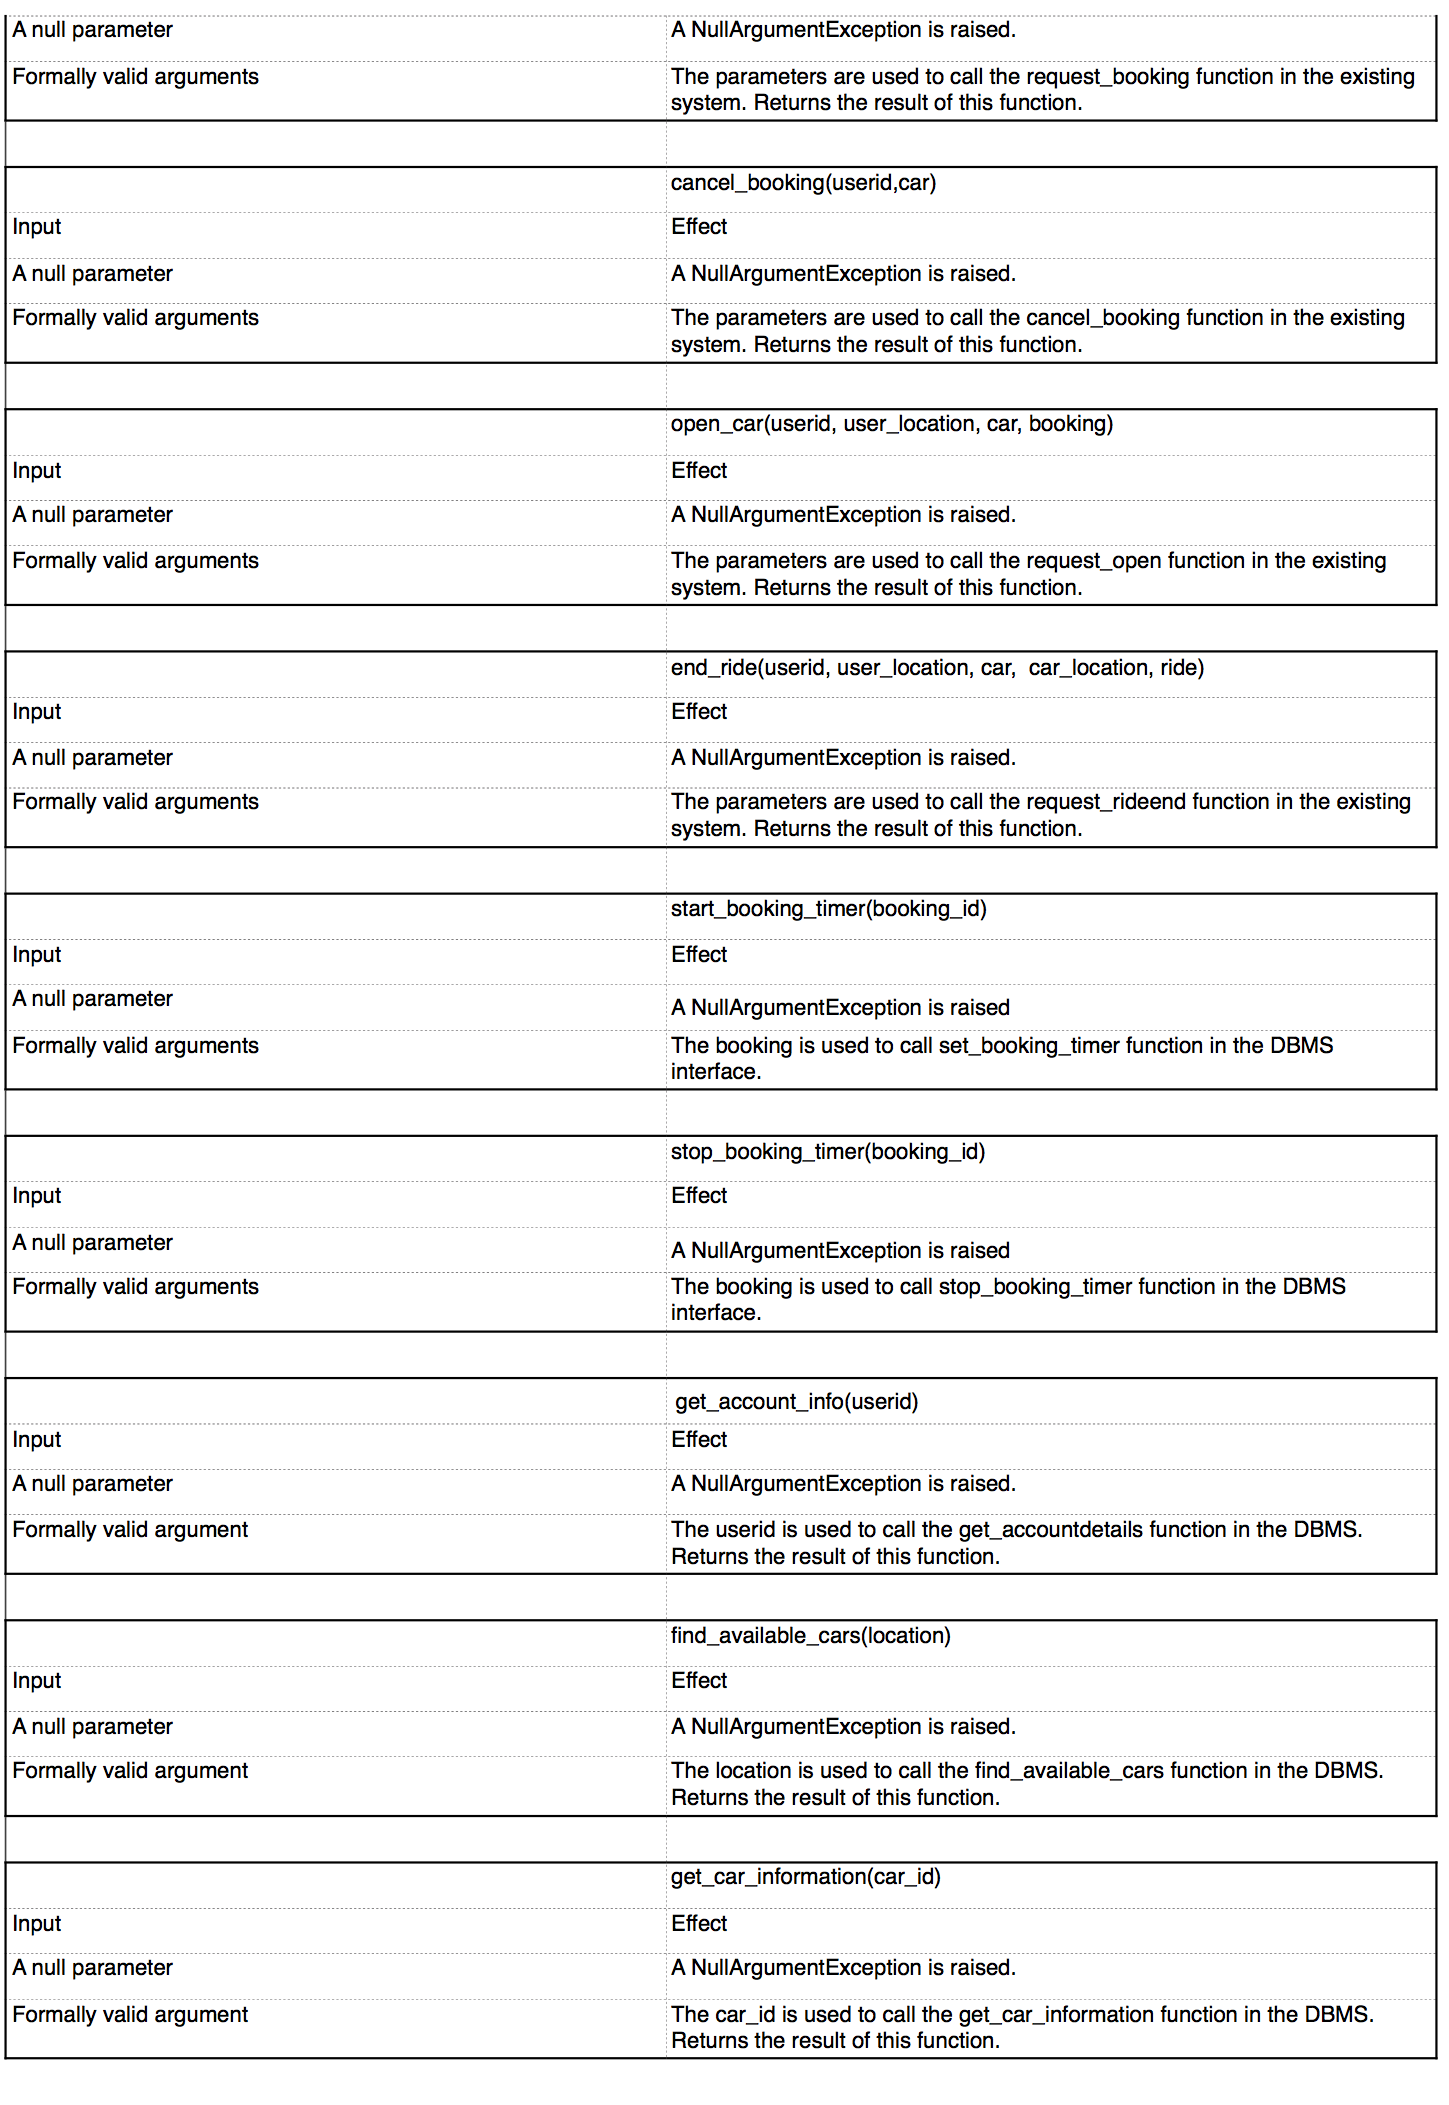 A null parameter
A NullArgumentException is raised.
Formally valid arguments
The parameters are used to call the request_booking function in the existing
system. Returns the result of this function.
cancel_booking(userid,car)
Input
Effect
A null parameter
A NullArgumentException is raised.
Formally valid arguments
The parameters are used to call the cancel_booking function in the existing
system. Returns the result of this function.
open_car(userid, user_location, car, booking)
Input
Effect
A null parameter
A NullArgumentException is raised.
Formally valid arguments
The parameters are used to call the request_open function in the existing
system. Returns the result of this function.
end_ride(userid, user_location, car,  car_location, ride)
Input
Effect
A null parameter
A NullArgumentException is raised.
Formally valid arguments
The parameters are used to call the request_rideend function in the existing
system. Returns the result of this function.
start_booking_timer(booking_id)
Input
Effect
A null parameter
A NullArgumentException is raised
Formally valid arguments
The booking is used to call set_booking_timer function in the DBMS
interface.
stop_booking_timer(booking_id)
Input
Effect
A null parameter
A NullArgumentException is raised
Formally valid arguments
The booking is used to call stop_booking_timer function in the DBMS
interface.
get_account_info(userid)
Input
Effect
A null parameter
A NullArgumentException is raised.
Formally valid argument
The userid is used to call the get_accountdetails function in the DBMS.
Returns the result of this function.
find_available_cars(location)
Input
Effect
A null parameter
A NullArgumentException is raised.
Formally valid argument
The location is used to call the find_available_cars function in the DBMS.
Returns the result of this function.
get_car_information(car_id)
Input
Effect
A null parameter
A NullArgumentException is raised.
Formally valid argument
The car_id is used to call the get_car_information function in the DBMS.
Returns the result of this function.